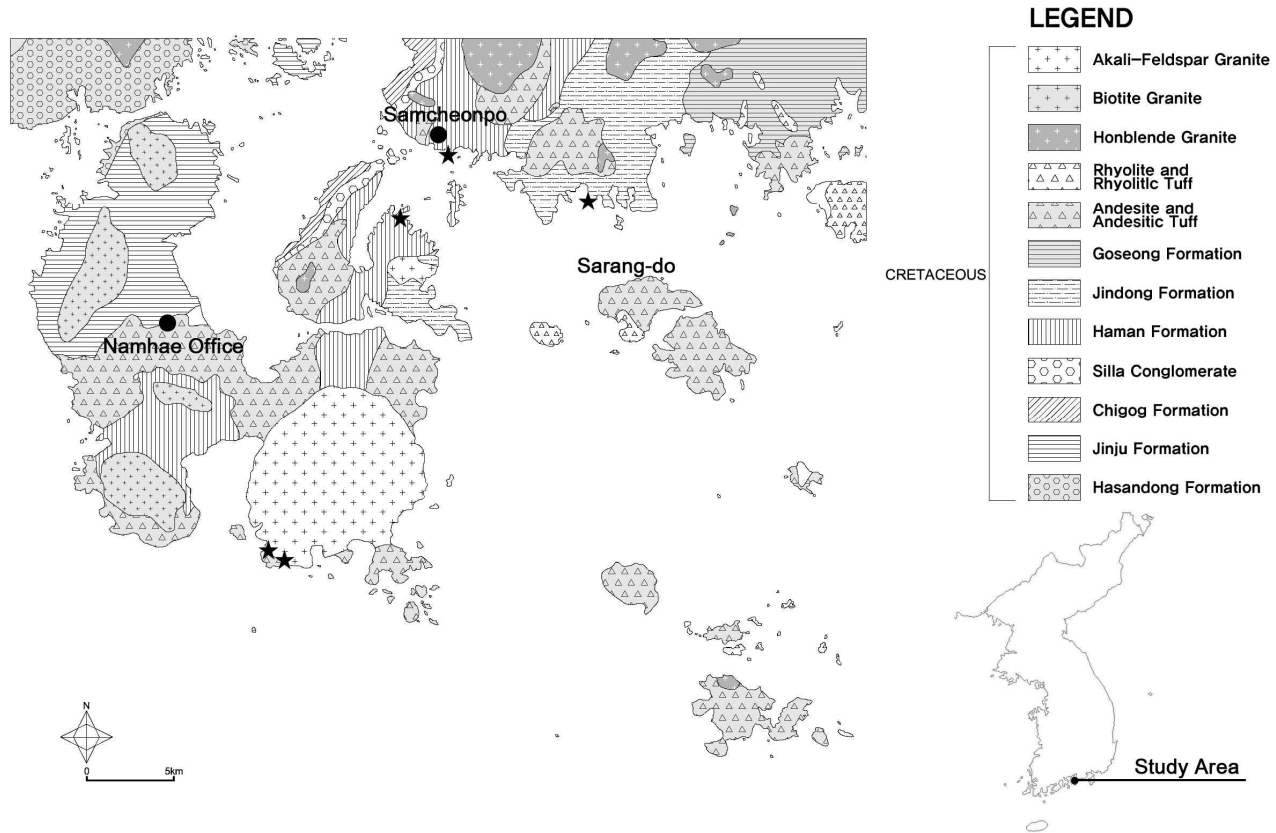 LEGEND
Akali-Feldspar Granite
Biotite Granite
Honblende Granite
Rhyolite and
Rhyolitic Tuff
Andesite and
Andesitic Tuff
Goseong Formation
CRETACEOUS
Jindong Formation
Haman Formation
Silla Conglomerate
Chigog Formation
Jinju Formation
Hasandong Formation
Samcheonpo
Sarang-do
Namhae Office
N
0 5km
Study Area